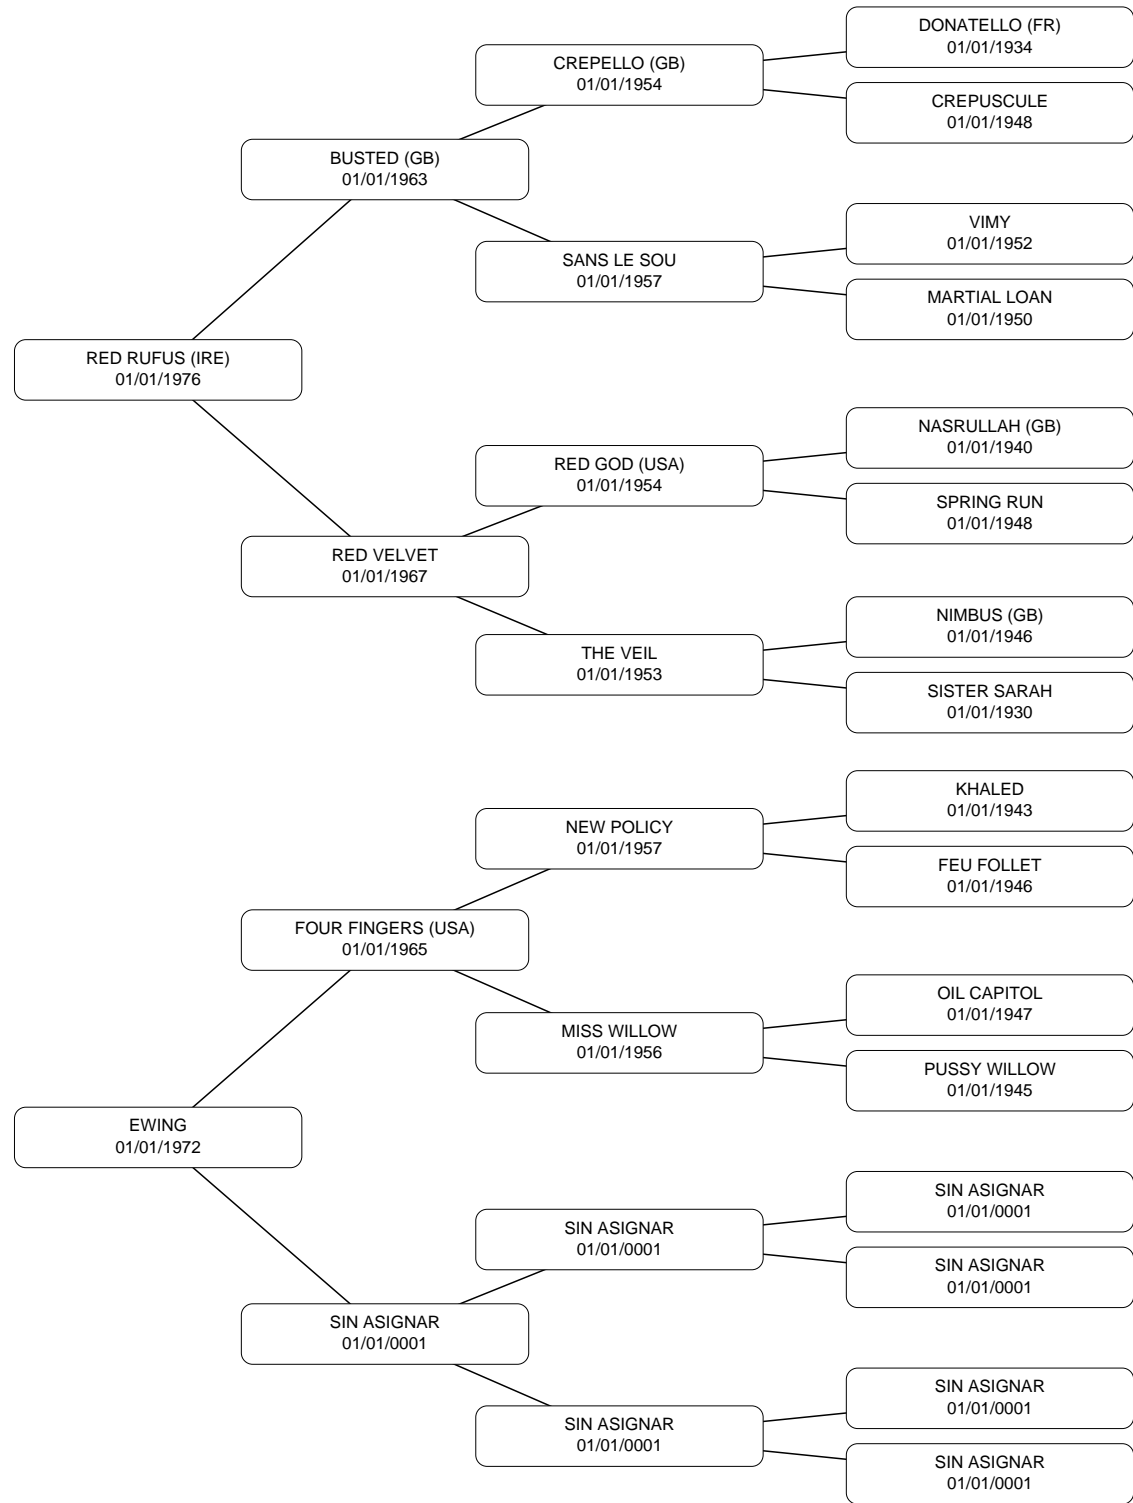 DONATELLO (FR)
01/01/1934
CREPELLO (GB)
01/01/1954
CREPUSCULE
01/01/1948
BUSTED (GB)
01/01/1963
VIMY
01/01/1952
SANS LE SOU
01/01/1957
MARTIAL LOAN
01/01/1950
RED RUFUS (IRE)
01/01/1976
NASRULLAH (GB)
01/01/1940
RED GOD (USA)
01/01/1954
SPRING RUN
01/01/1948
RED VELVET
01/01/1967
NIMBUS (GB)
01/01/1946
THE VEIL
01/01/1953
SISTER SARAH
01/01/1930
KHALED
01/01/1943
NEW POLICY
01/01/1957
FEU FOLLET
01/01/1946
FOUR FINGERS (USA)
01/01/1965
OIL CAPITOL
01/01/1947
MISS WILLOW
01/01/1956
PUSSY WILLOW
01/01/1945
EWING
01/01/1972
SIN ASIGNAR
01/01/0001
SIN ASIGNAR
01/01/0001
SIN ASIGNAR
01/01/0001
SIN ASIGNAR
01/01/0001
SIN ASIGNAR
01/01/0001
SIN ASIGNAR
01/01/0001
SIN ASIGNAR
01/01/0001